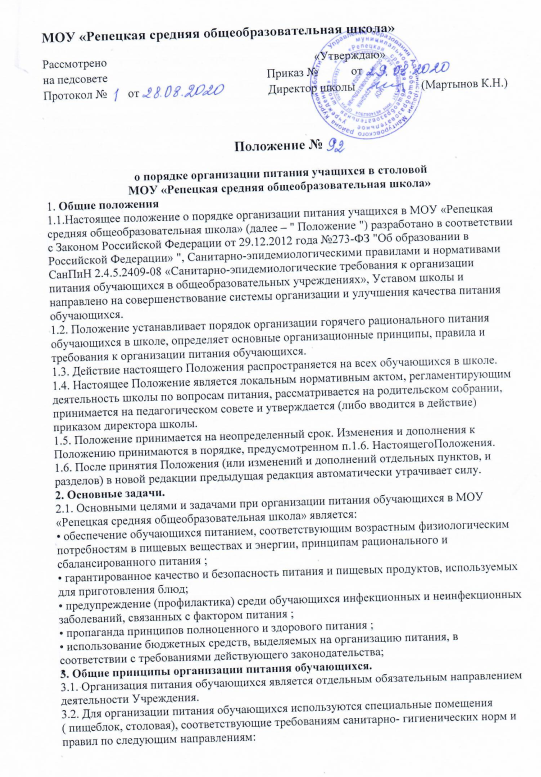 МОУ «Репецкая средняя общеобразовательная школа»
Рассмотрено «Утверждаю»
на педсовете Приказ № от 29.08 2020
Протокол № 1 от 28.08.2020 Директор школы (Мартынов К.Н.)
Положение № 92
о порядке организации питания учащихся в столовой
МОУ «Репецкая средняя общеобразовательная школа»
1. Общие положения
1.1.Настоящее положение о порядке организации питания учащихся в МОУ «Репецкая
средняя общеобразовательная школа» (далее – " Положение ") разработано в соответствии
с Законом Российской Федерации от 29.12.2012 года №273-ФЗ "Об образовании в
Российской Федерации» ", Санитарно-эпидемиологическими правилами и нормативами
СанПиН 2.4.5.2409-08 «Санитарно-эпидемиологические требования к организации
питания обучающихся в общеобразовательных учреждениях», Уставом школы и
направлено на совершенствование системы организации и улучшения качества питания
обучающихся.
1.2. Положение устанавливает порядок организации горячего рационального питания
обучающихся в школе, определяет основные организационные принципы, правила и
требования к организации питания обучающихся.
1.3. Действие настоящего Положения распространяется на всех обучающихся в школе.
1.4. Настоящее Положение является локальным нормативным актом, регламентирующим
деятельность школы по вопросам питания, рассматривается на родительском собрании,
принимается на педагогическом совете и утверждается (либо вводится в действие)
приказом директора школы.
1.5. Положение принимается на неопределенный срок. Изменения и дополнения к
Положению принимаются в порядке, предусмотренном п.1.6. НастоящегоПоложения.
1.6. После принятия Положения (или изменений и дополнений отдельных пунктов, и
разделов) в новой редакции предыдущая редакция автоматически утрачивает силу.
2. Основные задачи.
2.1. Основными целями и задачами при организации питания обучающихся в МОУ
«Репецкая средняя общеобразовательная школа» является:
• обеспечение обучающихся питанием, соответствующим возрастным физиологическим
потребностям в пищевых веществах и энергии, принципам рационального и
сбалансированного питания ;
• гарантированное качество и безопасность питания и пищевых продуктов, используемых
для приготовления блюд;
• предупреждение (профилактика) среди обучающихся инфекционных и неинфекционных
заболеваний, связанных с фактором питания ;
• пропаганда принципов полноценного и здорового питания ;
• использование бюджетных средств, выделяемых на организацию питания, в
соответствии с требованиями действующего законодательства;
3. Общие принципы организации питания обучающихся.
3.1. Организация питания обучающихся является отдельным обязательным направлением
деятельности Учреждения.
3.2. Для организации питания обучающихся используются специальные помещения
( пищеблок, столовая), соответствующие требованиям санитарно- гигиенических норм и
правил по следующим направлениям: